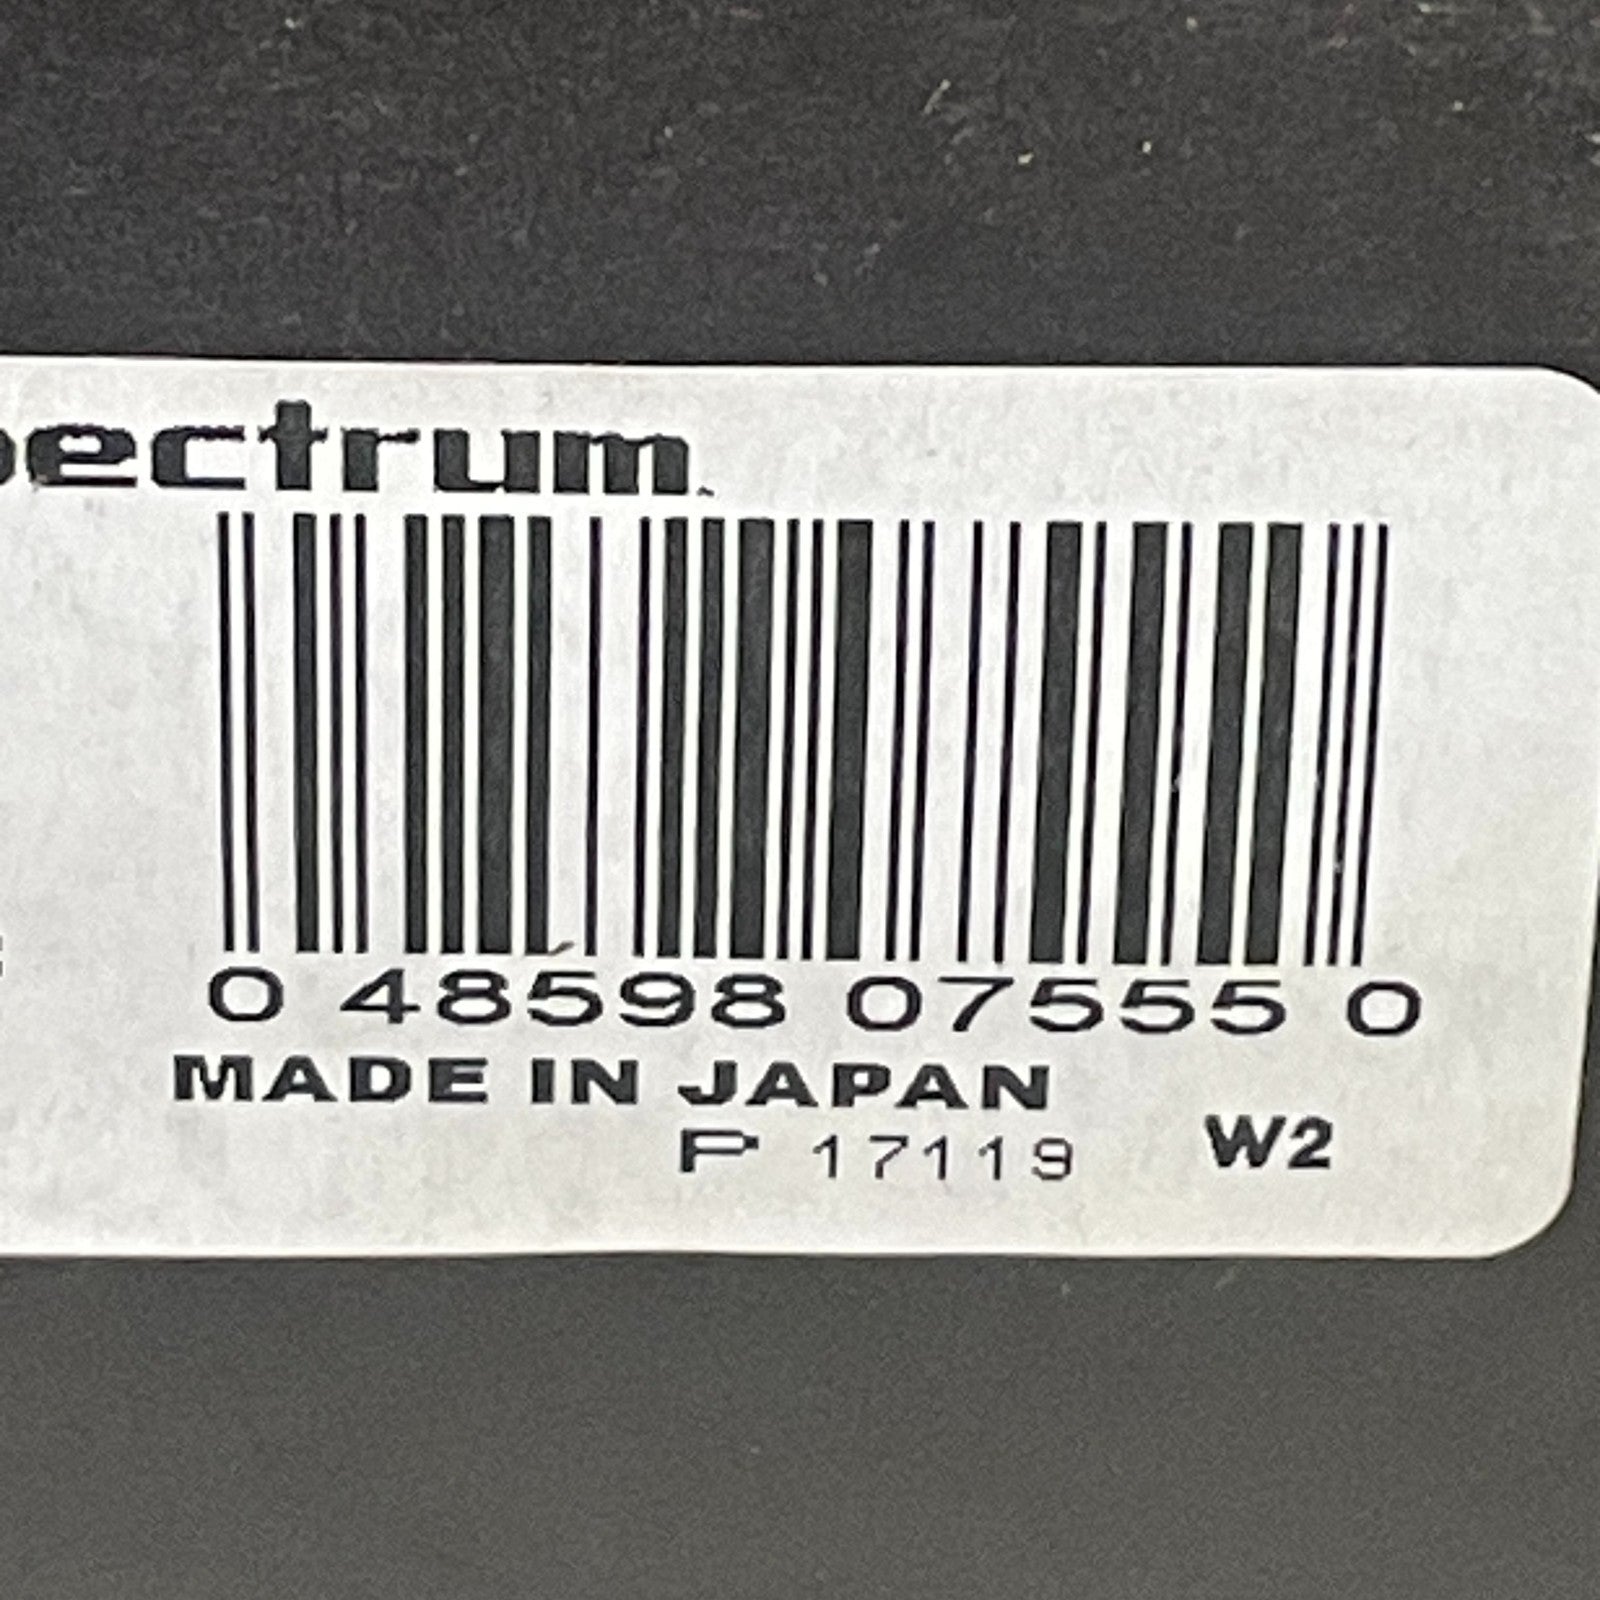 pectrum
0 48598 07555 0
MADE IN JAPAN
P 17119 W2